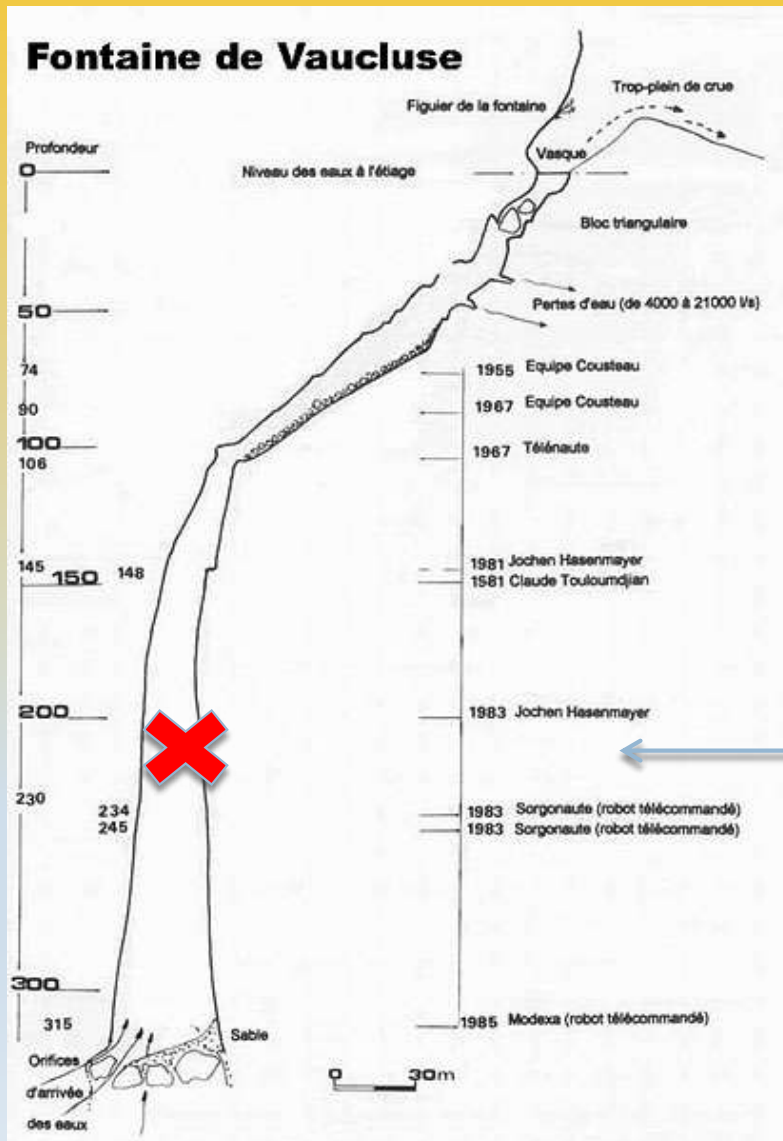 Fontaine de Vaucluse
Trop-plein de crue
Figuier de la fontaine
Profondeur
Vasque
0
Niveau des eaux à l'étiage
Bloc triangulaire
50
Pertes d'eau (de 4000 à 21000 l/s)
74
1955 Equipe Cousteau
90
1967 Equipe Cousteau
100
106
1967 Télénaute
145
148
1981 Jochen Hasenmayer
150
1581 Claude Touloumdjian
200
1983 Jochen Hasenmayer
230
234
1983 Sorgonaute (robot télécommandé)
245
1983 Sorgonaute (robot télécommandé)
300
315
1985 Modexa (robot télécommandé)
Sable
Orifices
d'arrivée
des eaux
0 30m